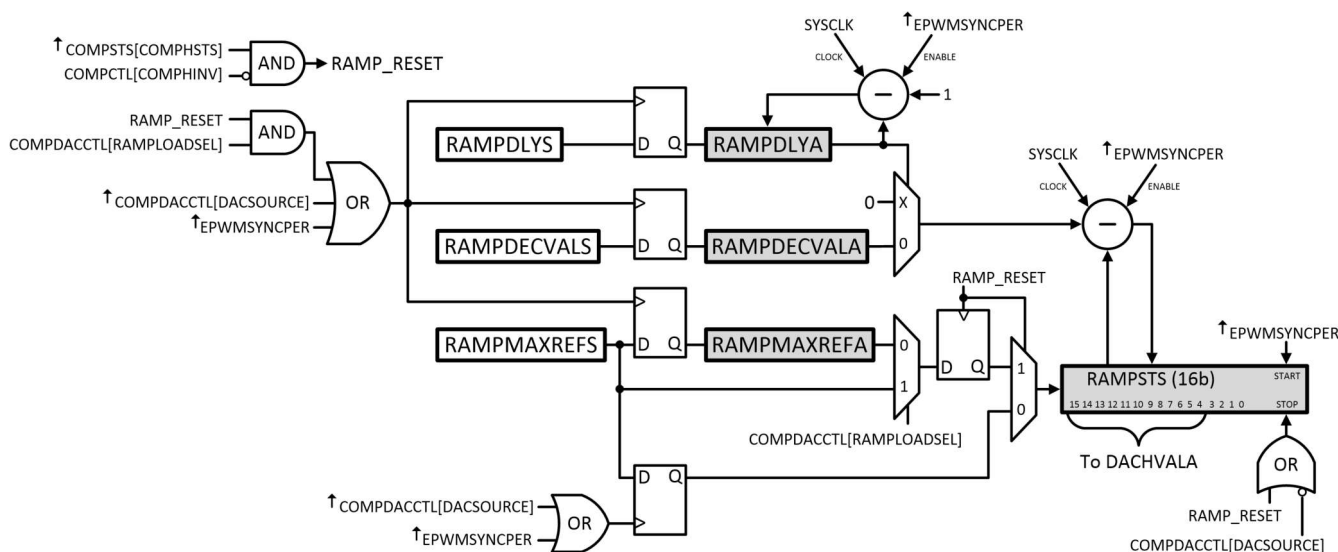 ↑COMPSTS[COMPHSTS]
COMPCTL[COMPHINV]
AND
RAMP_RESET
RAMP_RESET
COMPDACCTL[RAMPLOADSEL]
AND
↑COMPDACCTL[DACSOURCE]
↑EPWMSYNCPER
OR
SYSCLK
↑EPWMSYNCPER
CLOCK
ENABLE
−
1
RAMPDLYS
D Q
RAMPDLYA
RAMPDECVALS
D Q
RAMPDECVALA
0
X
0
SYSCLK
↑EPWMSYNCPER
CLOCK
ENABLE
−
RAMPMAXREFS
D Q
RAMPMAXREFA
0
1
COMPDACCTL[RAMPLOADSEL]
RAMP_RESET
D Q
1
0
↑EPWMSYNCPER
RAMPSTS (16b)
START
15 14 13 12 11 10 9 8 7 6 5 4 3 2 1 0
STOP
To DACHVALA
OR
RAMP_RESET
COMPDACCTL[DACSOURCE]
↑COMPDACCTL[DACSOURCE]
↑EPWMSYNCPER
OR
D Q